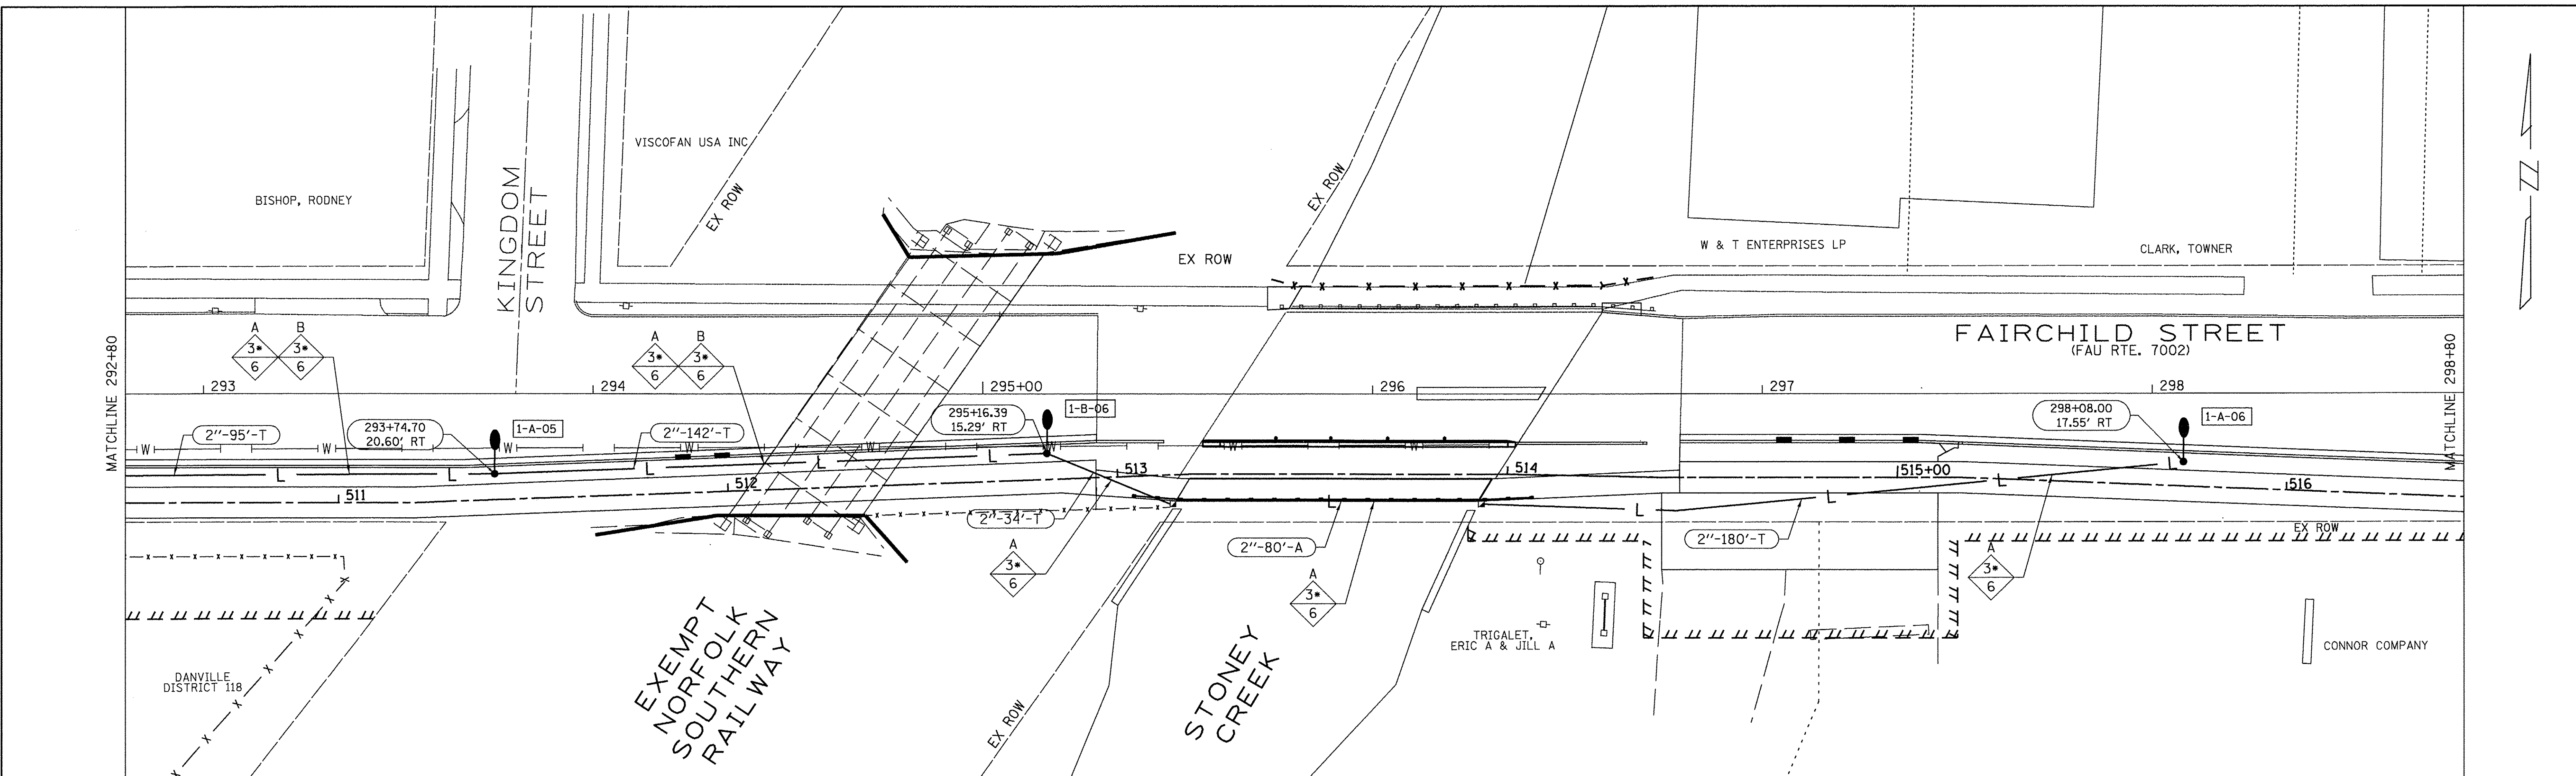 VISCOFAN USA INC
BISHOP, RODNEY
KINGDOM
STREET
EX ROW
EX ROW
EX ROW
W & T ENTERPRISES LP
CLARK, TOWNER
N
FAIRCHILD STREET
(FAU RTE. 7002)
MATCHLINE 292+80
MATCHLINE 298+80
A B
3* 3*
6 6
A B
3* 3*
6 6
293
294
295+00
296
297
298
2"-95'-T
293+74.70
20.60' RT
1-A-05
2"-142'-T
295+16.39
15.29' RT
1-B-06
298+08.00
17.55' RT
1-A-06
W W W W W W W W
L L L L L L L L L L
511
512
513
514
515+00
516
2"-34'-T
2"-80'-A
2"-180'-T
EX ROW
A
3*
6
A
3*
6
A
3*
6
DANVILLE
DISTRICT 118
EXEMPT
NORFOLK
SOUTHERN
RAILWAY
EX ROW
STONEY
CREEK
TRIGALET,
ERIC A & JILL A
CONNOR COMPANY